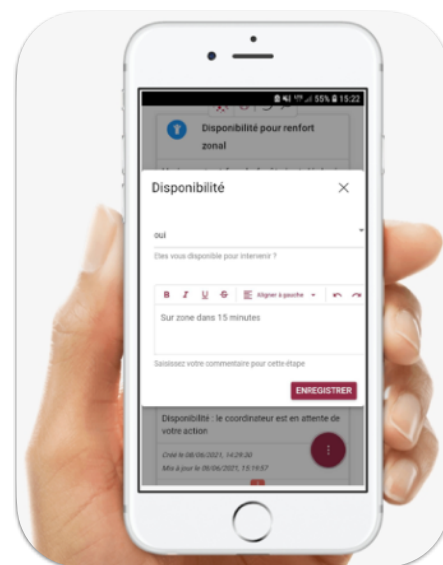 55% 15:22
Disponibilité pour renfort
zonal
Disponibilité
oui
Etes vous disponible pour intervenir ?
B I U S Aligner à gauche
Sur zone dans 15 minutes
Saisissez votre commentaire pour cette étape
ENREGISTRER
Disponibilité : le coordinateur est en attente de
votre action
Créé le 08/06/2021, 14:29:30
Mis à jour le 08/06/2021, 15:19:57